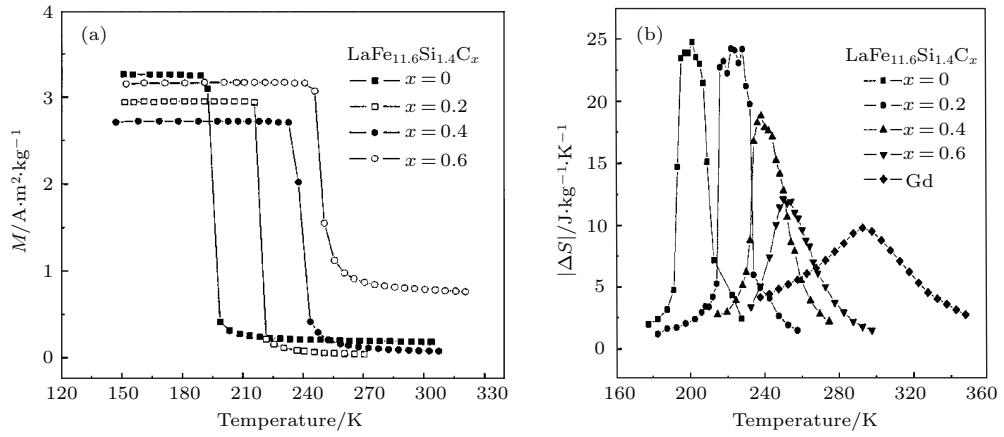 (a)
LaFe₁₁.₆Si₁.₄Cₓ
x = 0
x = 0.2
x = 0.4
x = 0.6
M/A·m²·kg⁻¹
4
3
2
1
0
120 150 180 210 240 270 300 330
Temperature/K
(b)
LaFe₁₁.₆Si₁.₄Cₓ
x = 0
x = 0.2
x = 0.4
x = 0.6
Gd
|ΔS|/J·kg⁻¹·K⁻¹
25
20
15
10
5
0
160 200 240 280 320 360
Temperature/K